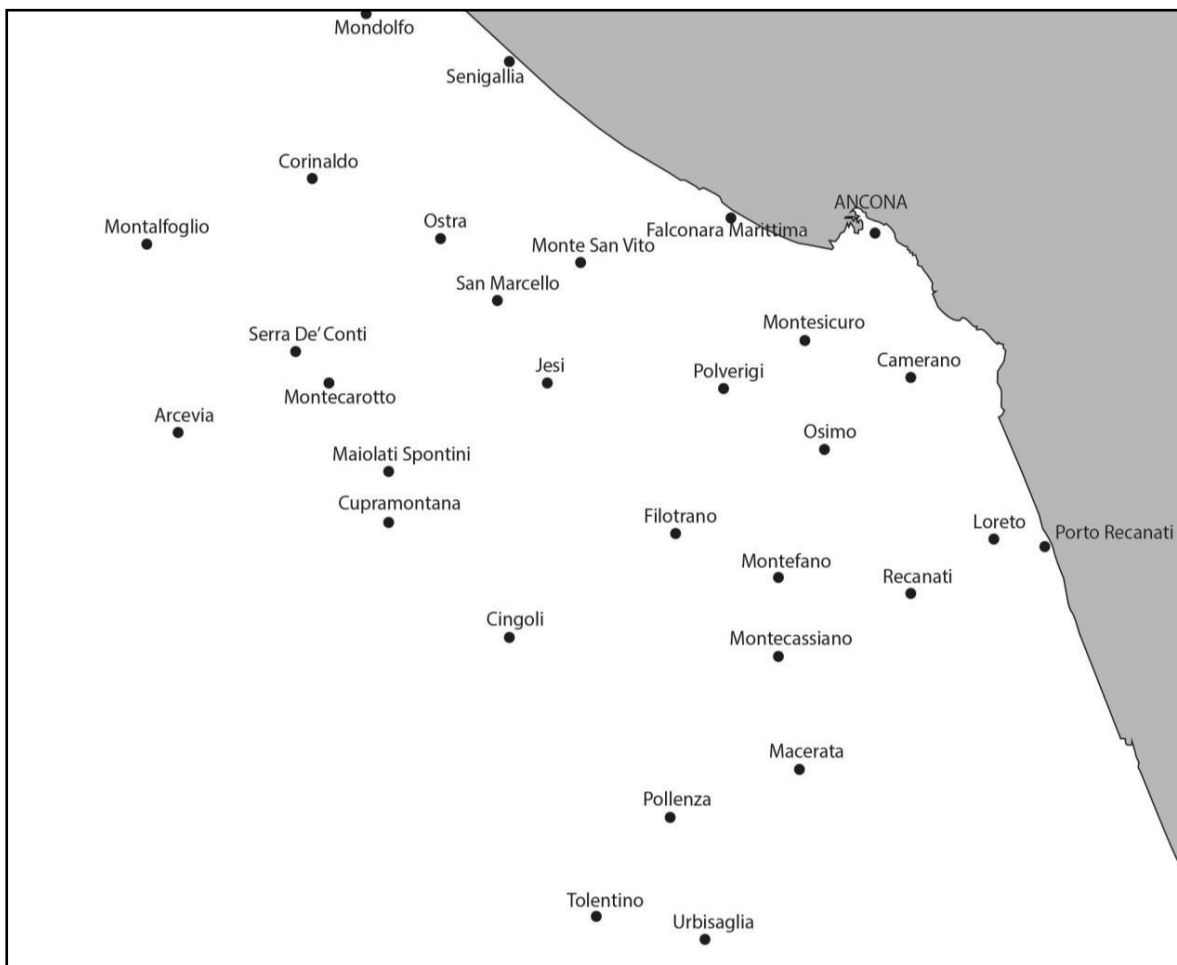 Mondolfo
Senigallia
Corinaldo
Montalfoglio
Ostra
ANCONA
Falconara Marittima
Monte San Vito
San Marcello
Montesicuro
Serra De' Conti
Jesi
Polverigi
Camerano
Montecarotto
Arcevia
Osimo
Maiolati Spontini
Cupramontana
Filotrano
Loreto
Porto Recanati
Montefano
Recanati
Cingoli
Montecassiano
Macerata
Pollenza
Tolentino
Urbisaglia